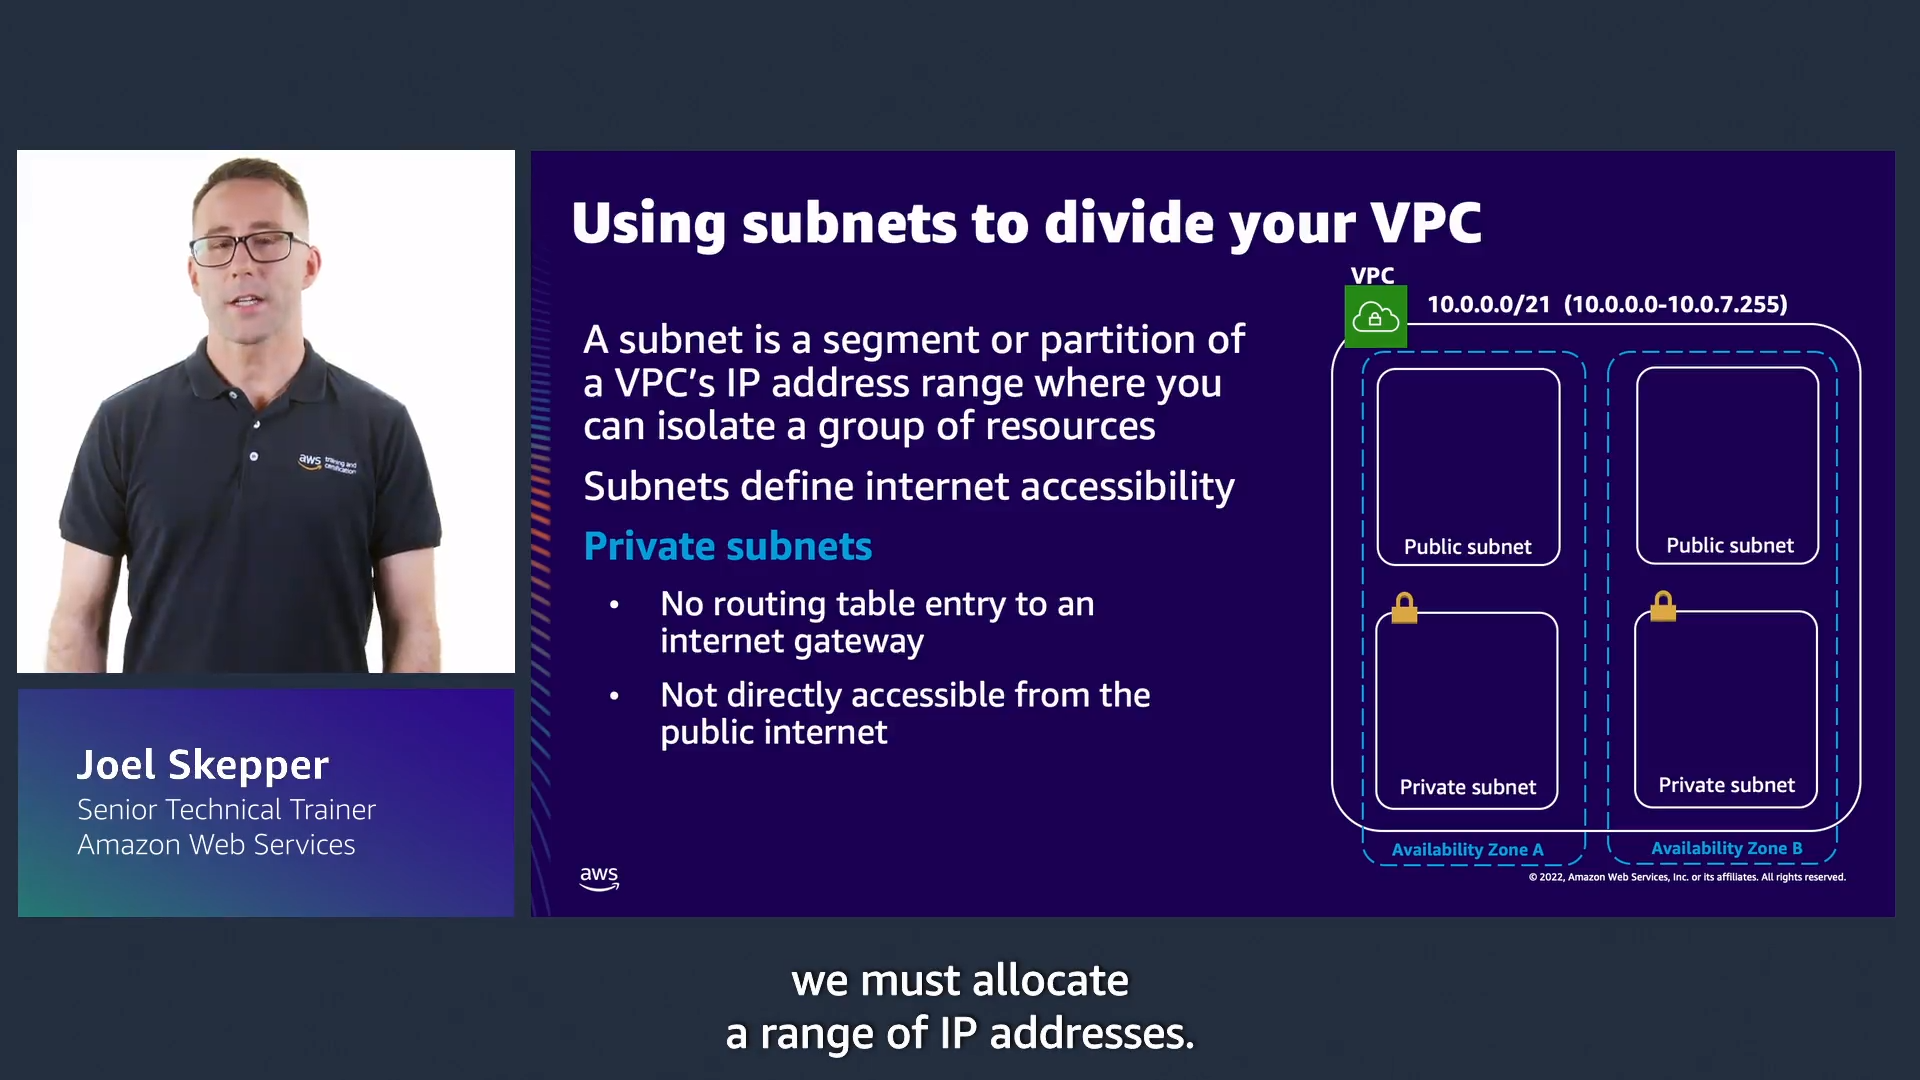 aws training and
certification
Joel Skepper
Senior Technical Trainer
Amazon Web Services
Using subnets to divide your VPC
A subnet is a segment or partition of
a VPC’s IP address range where you
can isolate a group of resources
Subnets define internet accessibility
Private subnets
• No routing table entry to an
internet gateway
• Not directly accessible from the
public internet
aws
VPC
10.0.0.0/21 (10.0.0.0-10.0.7.255)
Public subnet
Public subnet
Private subnet
Private subnet
Availability Zone A
Availability Zone B
© 2022, Amazon Web Services, Inc. or its affiliates. All rights reserved.
we must allocate
a range of IP addresses.